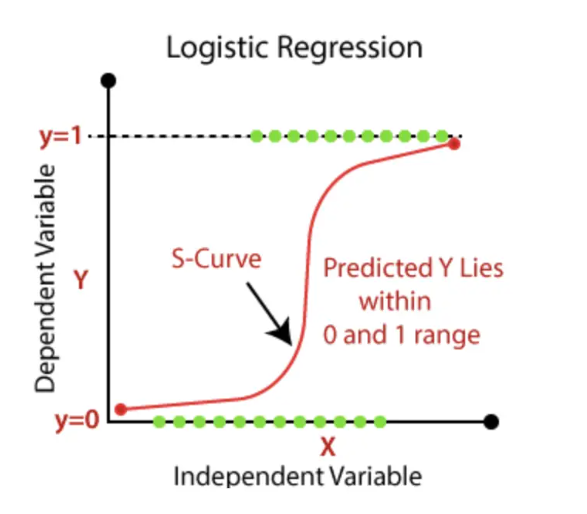 Logistic Regression
y=1
Dependent Variable
Y
S-Curve
Predicted Y Lies
within
0 and 1 range
y=0
X
Independent Variable